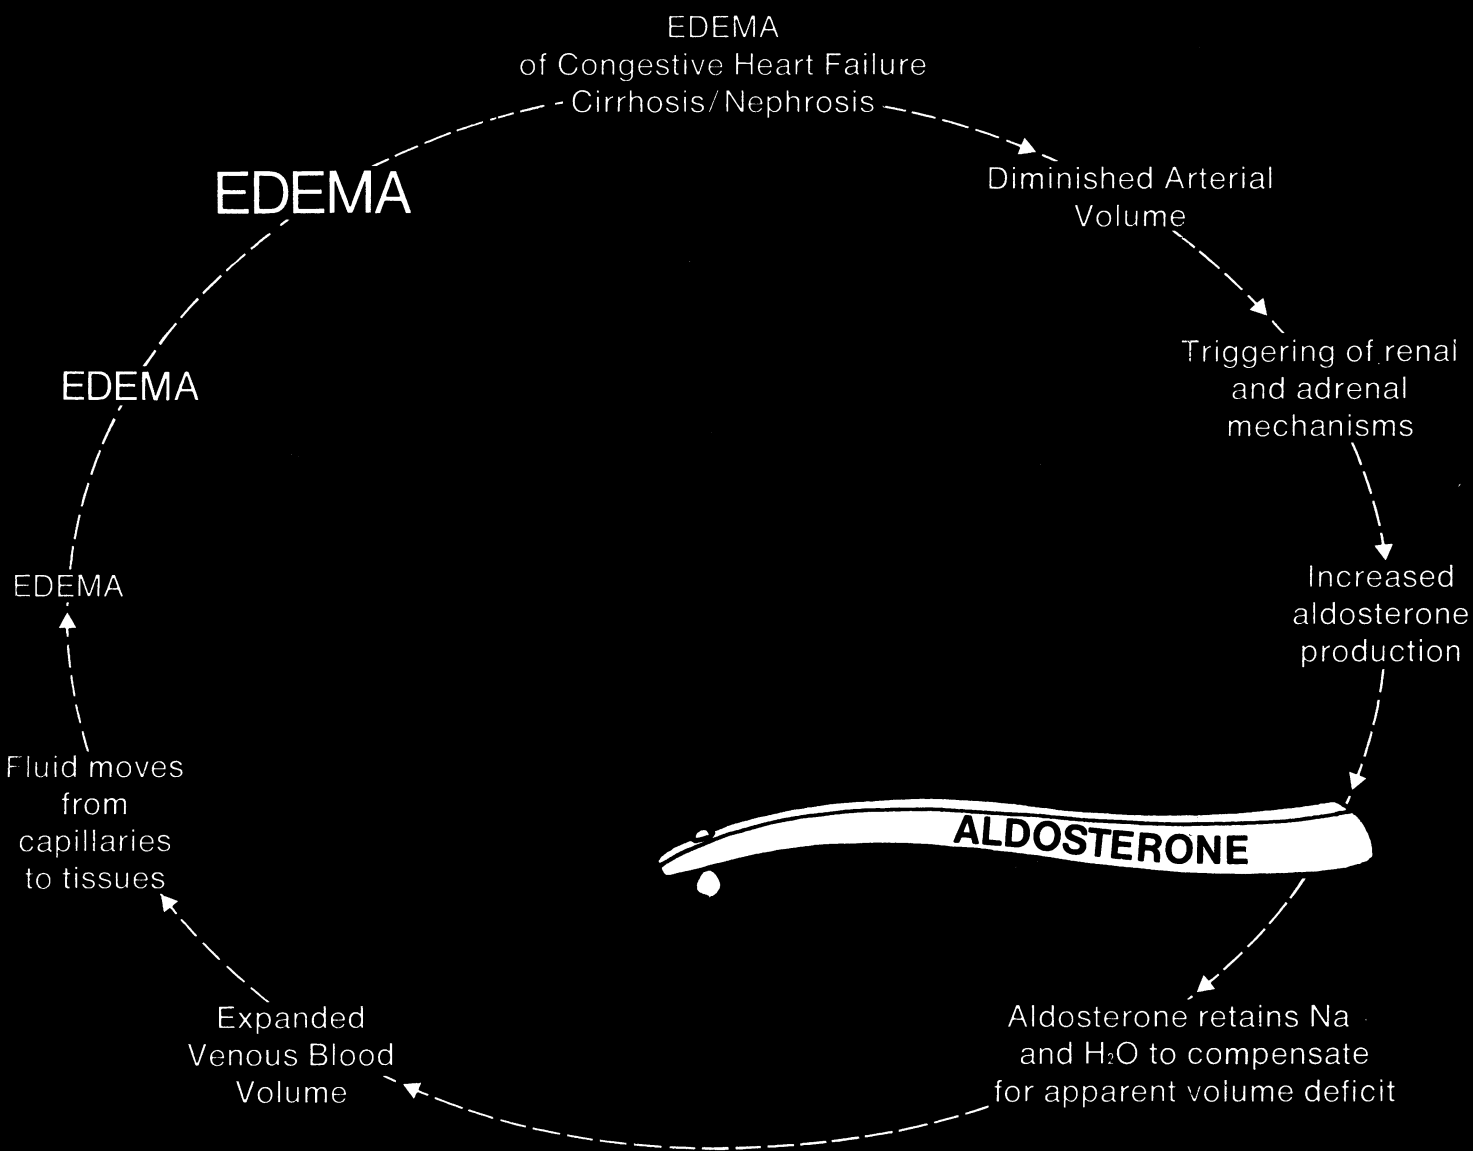 EDEMA
of Congestive Heart Failure
Cirrhosis/Nephrosis
Diminished Arterial
Volume
Triggering of renal
and adrenal
mechanisms
Increased
aldosterone
production
ALDOSTERONE
Aldosterone retains Na
and H₂O to compensate
for apparent volume deficit
Expanded
Venous Blood
Volume
Fluid moves
from
capillaries
to tissues
EDEMA
EDEMA
EDEMA